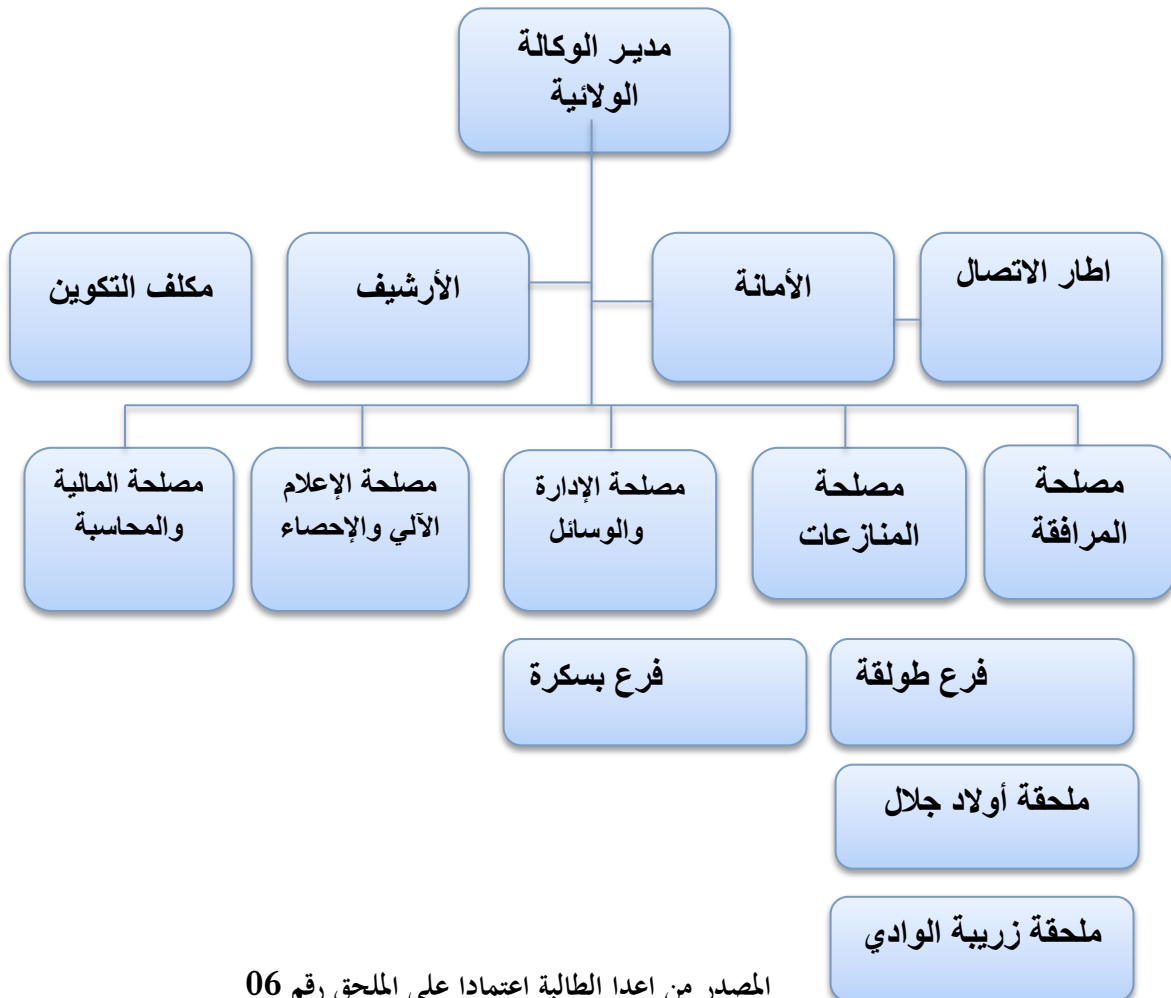 مديـر الوكالة
الولائية
اطار الاتصال
الأمانة
الأرشيف
مكلف التكوين
مصلحة
المرافقة
مصلحة
المنازعات
مصلحة الإدارة
والوسائل
مصلحة الإعلام
الآلي والإحصاء
مصلحة المالية
والمحاسبة
فرع طولقة
فرع بسكرة
ملحقة أولاد جلال
ملحقة زريبة الوادي
المصدر من اعدا الطالبة اعتمادا على الملحق رقم 06